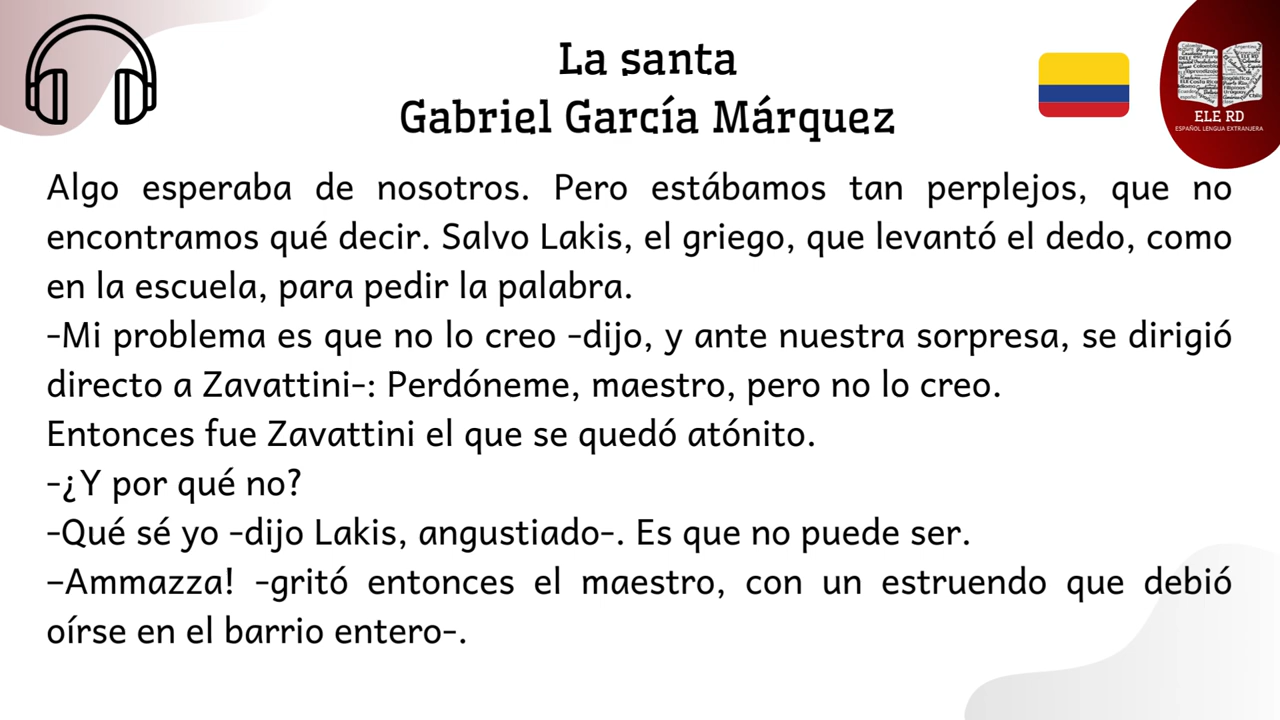 La santa
Gabriel García Márquez
ELE RD
ESPAÑOL LENGUA EXTRANJERA
Algo esperaba de nosotros. Pero estábamos tan perplejos, que no
encontramos qué decir. Salvo Lakis, el griego, que levantó el dedo, como
en la escuela, para pedir la palabra.
-Mi problema es que no lo creo -dijo, y ante nuestra sorpresa, se dirigió
directo a Zavattini-: Perdóneme, maestro, pero no lo creo.
Entonces fue Zavattini el que se quedó atónito.
-¿Y por qué no?
-Qué sé yo -dijo Lakis, angustiado-. Es que no puede ser.
–Ammazza! -gritó entonces el maestro, con un estruendo que debió
oírse en el barrio entero-.